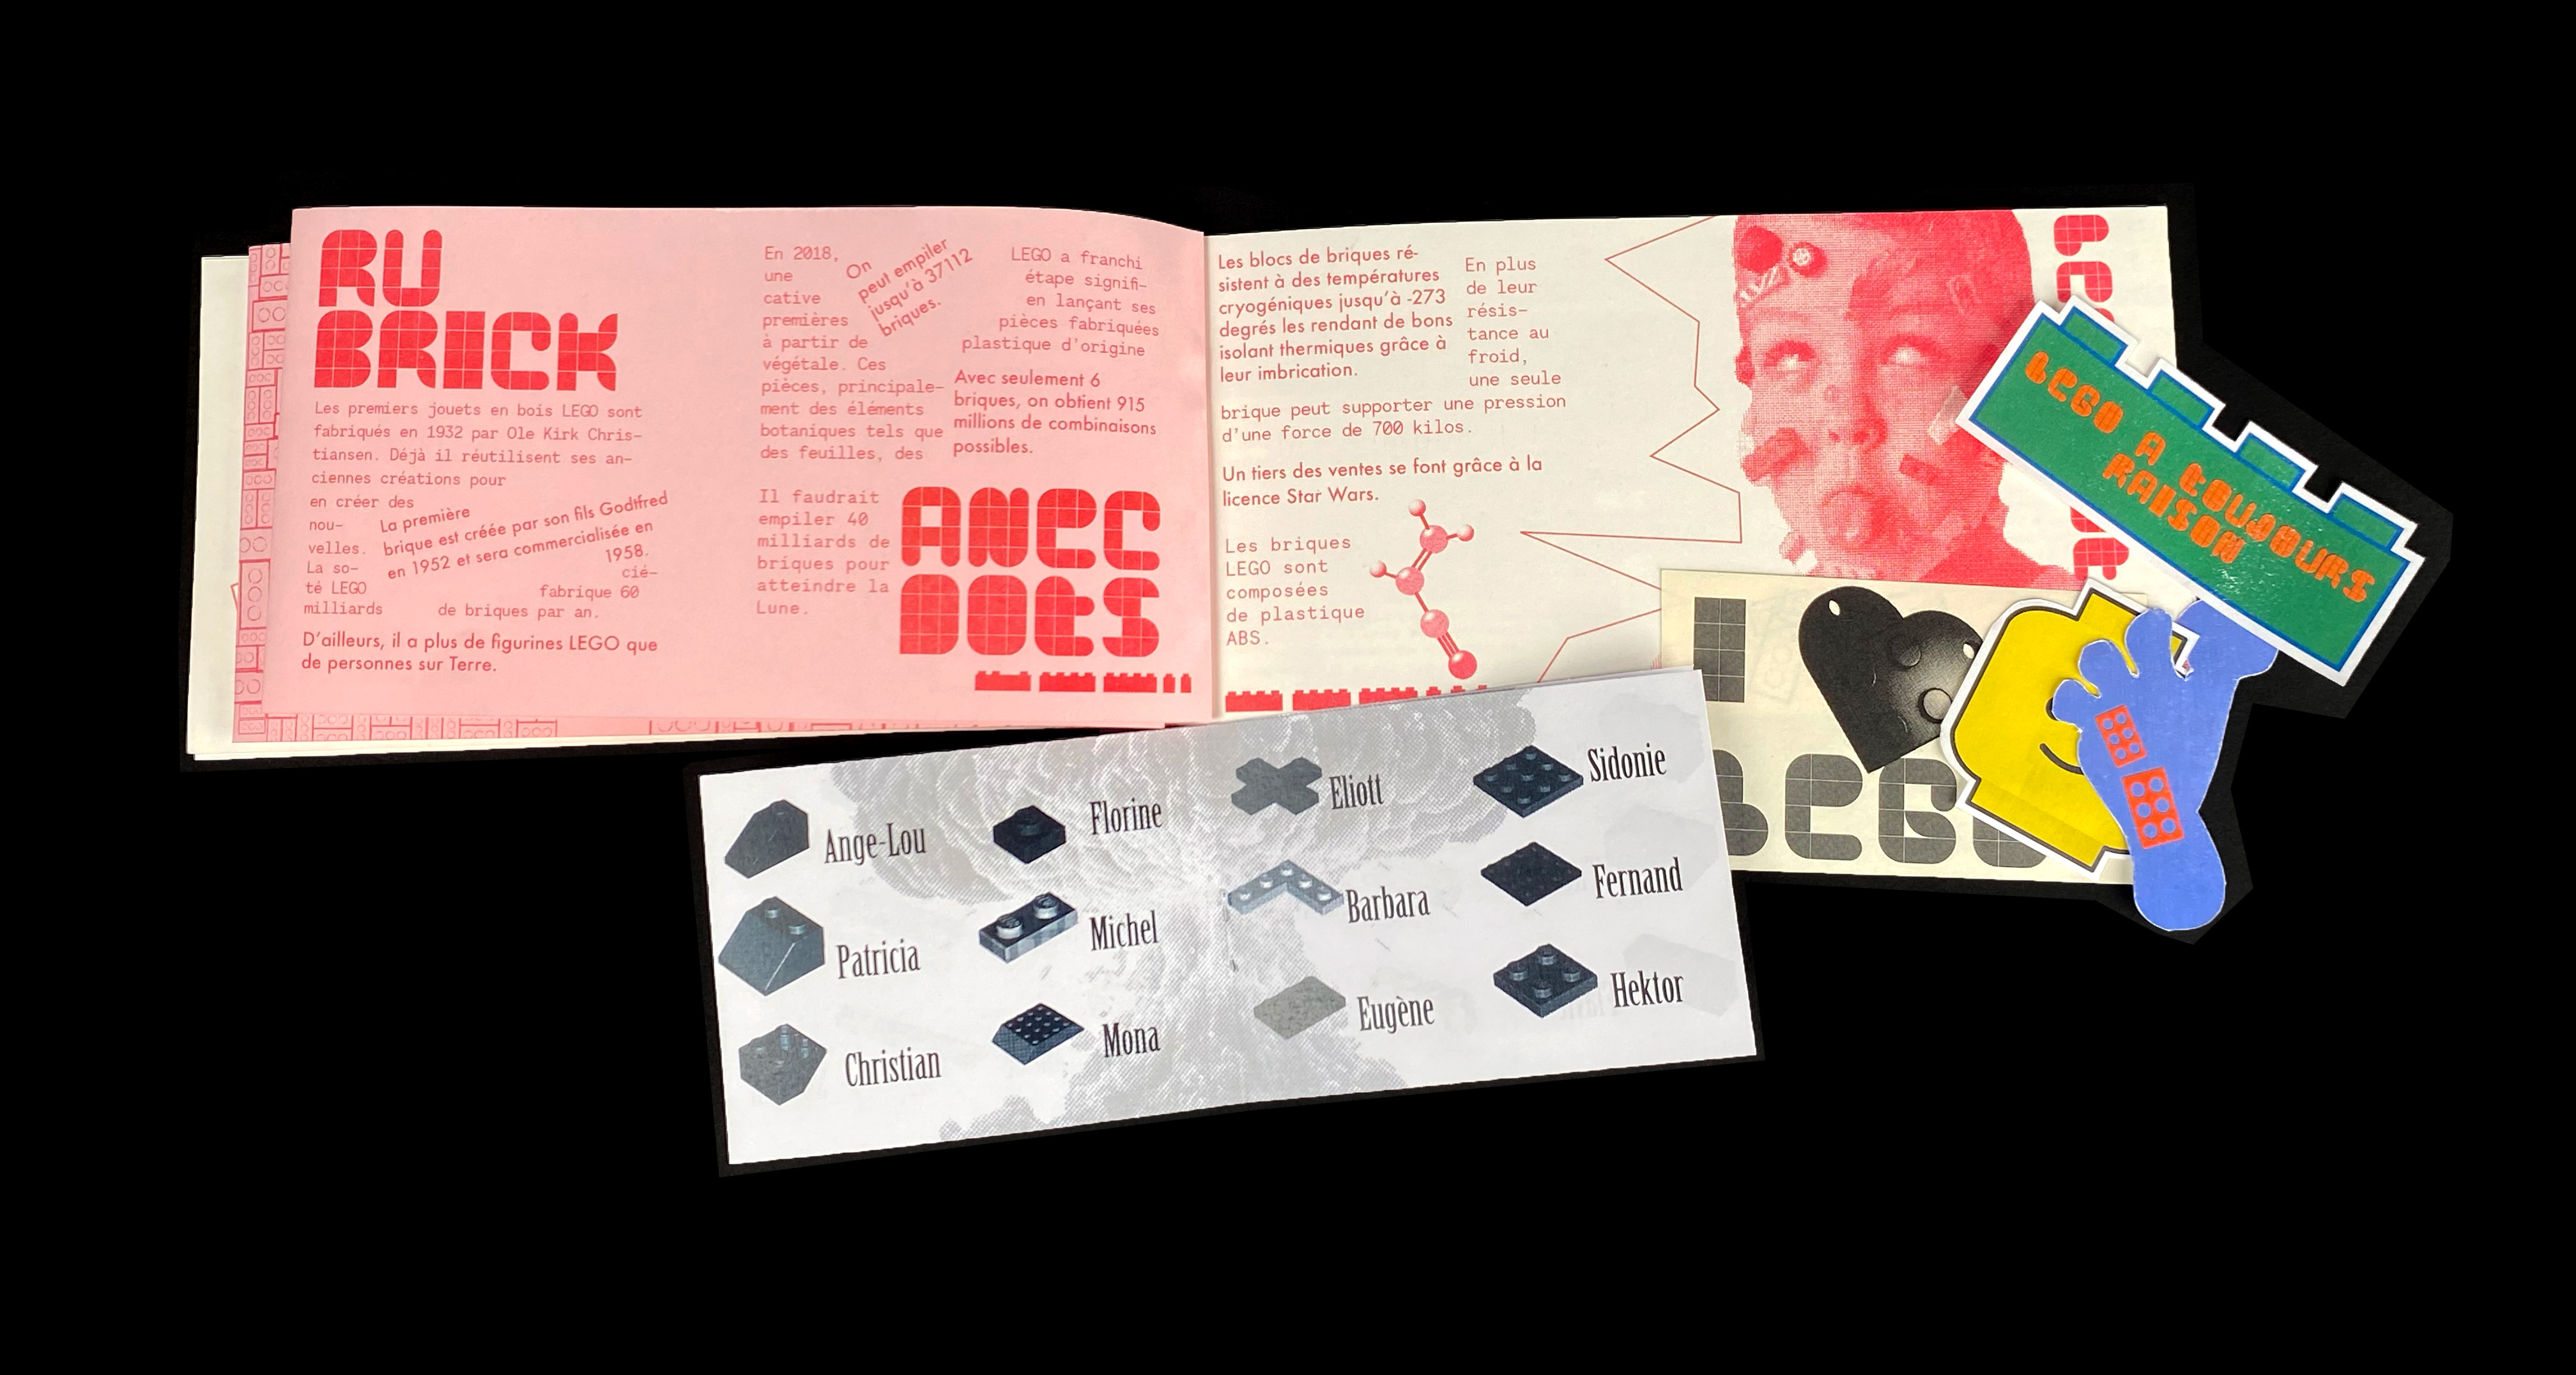 RU
BRICK
Les premiers jouets en bois LEGO sont
fabriqués en 1932 par Ole Kirk Chris-
tiansen. Déjà il réutilisent ses an-
ciennes créations pour
en créer des
nou-
velles.
La première
brique est créée par son fils Godtfred
en 1952 et sera commercialisée en
1958.
La so- cié-
té LEGO fabrique 60
milliards de briques par an.
D'ailleurs, il a plus de figurines LEGO que
de personnes sur Terre.
En 2018, LEGO a franchi
une étape signifi-
cative en lançant ses
premières pièces fabriquées
à partir de plastique d'origine
végétale. Ces
pièces, principale-
ment des éléments
botaniques tels que
des feuilles, des
On
peut empiler
jusqu'à 37112
briques.
Avec seulement 6
briques, on obtient 915
millions de combinaisons
possibles.
Il faudrait
empiler 40
milliards de
briques pour
atteindre la
Lune.
ANEC
DOTS
Les blocs de briques ré-
sistent à des températures
cryogéniques jusqu'à -273
degrés les rendant de bons
isolant thermiques grâce à
leur imbrication.
En plus
de leur
résis-
tance au
froid,
une seule
brique peut supporter une pression
d'une force de 700 kilos.
Un tiers des ventes se font grâce à la
licence Star Wars.
Les briques
LEGO sont
composées
de plastique
ABS.
LEGO A TOUJOURS
RAISON
I
LEGO
Ange-Lou
Patricia
Christian
Florine
Michel
Mona
Eliott
Barbara
Eugène
Sidonie
Fernand
Hektor